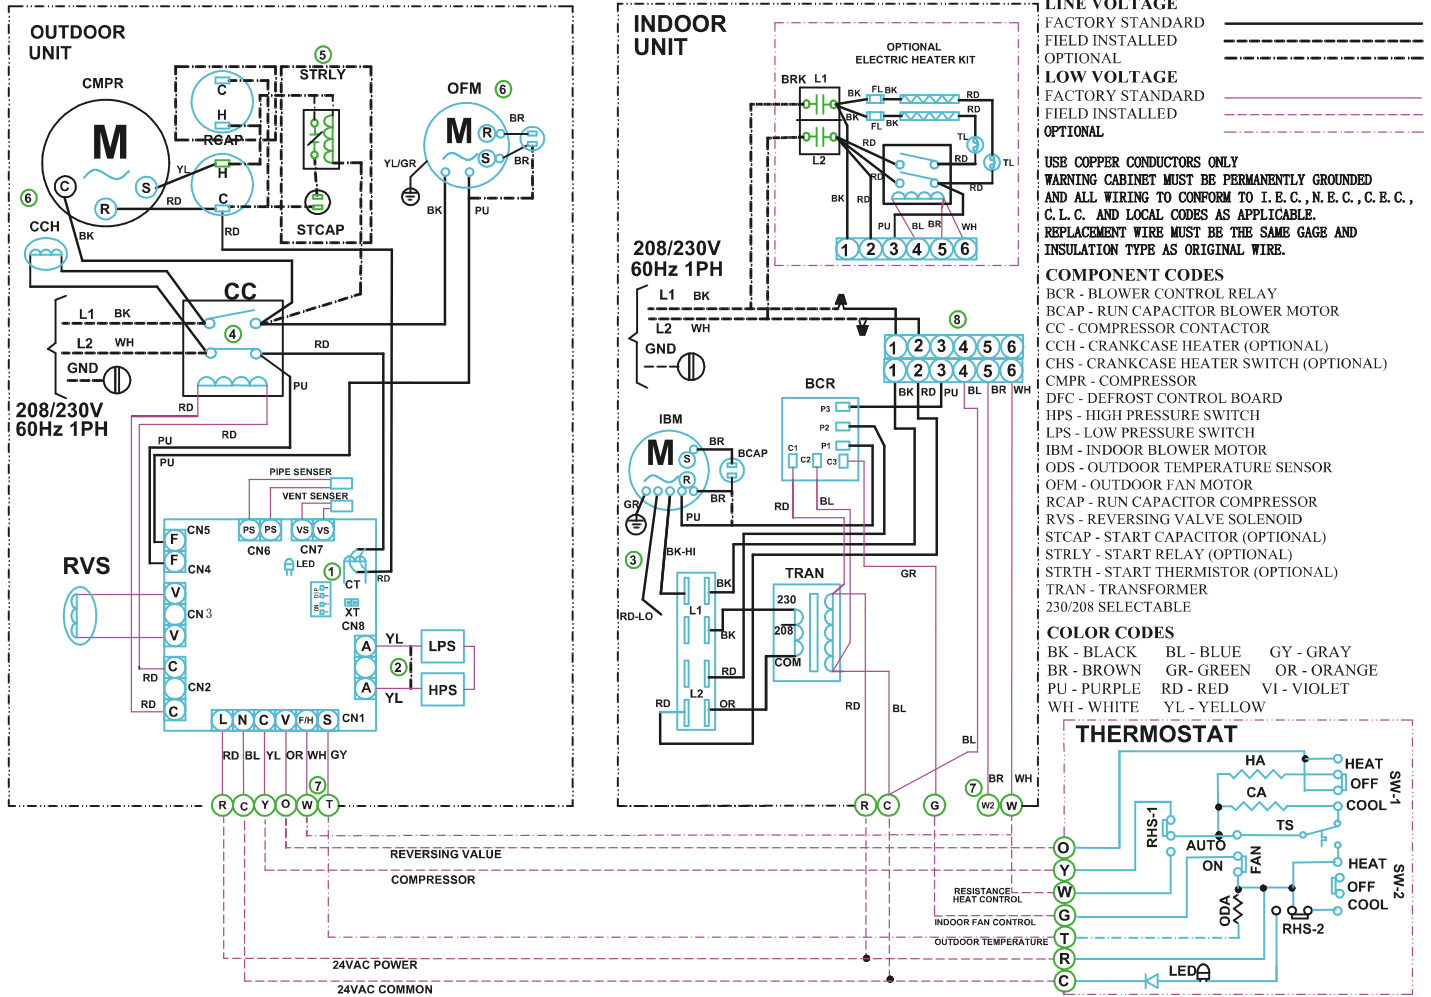 OUTDOOR
UNIT
CMPR
M
C
S
R
6
CCH
BK
C
H
RCAP
YL
H
C
RD
RD
5
STRLY
STCAP
OFM
6
M
R
S
BR
BR
YL/GR
BK
PU
CC
4
L1
BK
L2
WH
GND
208/230V
60Hz 1PH
RD
PU
RD
RD
PU
PU
PIPE SENSER
VENT SENSER
CN5
F
F
CN4
PS
PS
VS
VS
CN6
CN7
LED
1
CT
RD
DIP
ON
XT
CN8
RVS
V
CN3
V
C
RD
CN2
RD
C
A
A
YL
YL
2
LPS
HPS
L
N
C
V
F/H
S
CN1
RD
BL
YL
OR
WH
GY
7
R
C
Y
O
W
T
INDOOR
UNIT
OPTIONAL
ELECTRIC HEATER KIT
BRK
L1
L2
BK
FL
BK
RD
BK
FL
BK
RD
RD
TL
TL
RD
RD
RD
BK
RD
PU
BL
BR
WH
1
2
3
4
5
6
208/230V
60Hz 1PH
L1
BK
L2
WH
GND
8
1
2
3
4
5
6
1
2
3
4
5
6
BK
RD
PU
BL
BR
WH
BCR
P3
P2
P1
C1
C2
C3
RD
BL
IBM
M
S
R
BR
BCAP
BR
GR
PU
3
BK-HI
RD-LO
BK
L1
BK
RD
L2
RD
OR
TRAN
230
208
COM
GR
RD
BL
BL
BR
WH
7
R
C
G
W2
W
REVERSING VALUE
COMPRESSOR
RESISTANCE
HEAT CONTROL
INDOOR FAN CONTROL
OUTDOOR TEMPERATURE
24VAC POWER
24VAC COMMON
LINE VOLTAGE
FACTORY STANDARD
FIELD INSTALLED
OPTIONAL
LOW VOLTAGE
FACTORY STANDARD
FIELD INSTALLED
OPTIONAL
USE COPPER CONDUCTORS ONLY
WARNING CABINET MUST BE PERMANENTLY GROUNDED
AND ALL WIRING TO CONFORM TO I.E.C.,N.E.C.,C.E.C.,
C.L.C. AND LOCAL CODES AS APPLICABLE.
REPLACEMENT WIRE MUST BE THE SAME GAGE AND
INSULATION TYPE AS ORIGINAL WIRE.
COMPONENT CODES
BCR - BLOWER CONTROL RELAY
BCAP - RUN CAPACITOR BLOWER MOTOR
CC - COMPRESSOR CONTACTOR
CCH - CRANKCASE HEATER (OPTIONAL)
CHS - CRANKCASE HEATER SWITCH (OPTIONAL)
CMPR - COMPRESSOR
DFC - DEFROST CONTROL BOARD
HPS - HIGH PRESSURE SWITCH
LPS - LOW PRESSURE SWITCH
IBM - INDOOR BLOWER MOTOR
ODS - OUTDOOR TEMPERATURE SENSOR
OFM - OUTDOOR FAN MOTOR
RCAP - RUN CAPACITOR COMPRESSOR
RVS - REVERSING VALVE SOLENOID
STCAP - START CAPACITOR (OPTIONAL)
STRLY - START RELAY (OPTIONAL)
STRTH - START THERMISTOR (OPTIONAL)
TRAN - TRANSFORMER
230/208 SELECTABLE
COLOR CODES
BK - BLACK BL - BLUE GY - GRAY
BR - BROWN GR- GREEN OR - ORANGE
PU - PURPLE RD - RED VI - VIOLET
WH - WHITE YL - YELLOW
THERMOSTAT
HA
CA
HEAT
OFF
COOL
SW-1
RHS-1
TS
AUTO
ON
FAN
HEAT
OFF
COOL
SW-2
ODA
RHS-2
LED
O
Y
W
G
T
R
C